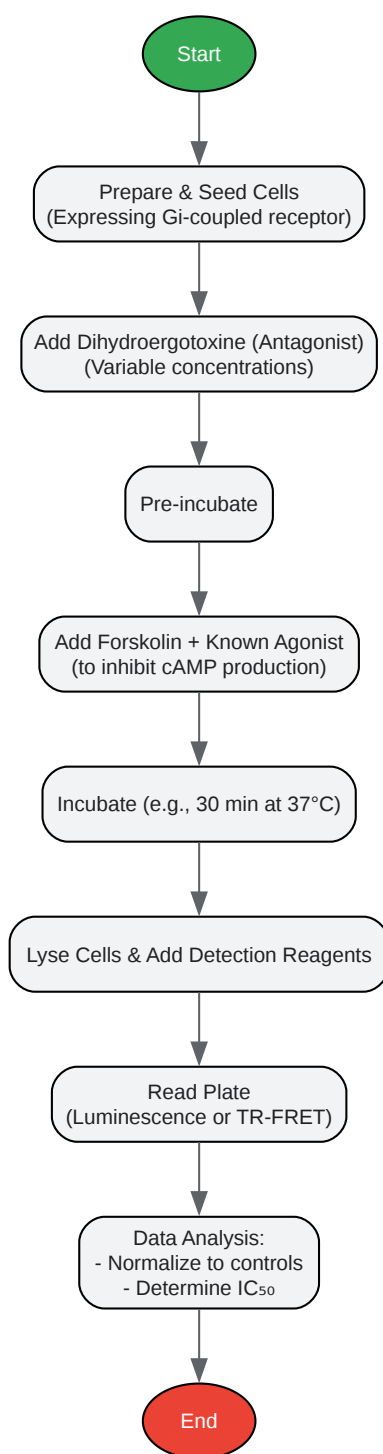 Start
Prepare & Seed Cells
(Expressing Gi-coupled receptor)
Add Dihydroergotoxine (Antagonist)
(Variable concentrations)
Pre-incubate
Add Forskolin + Known Agonist
(to inhibit cAMP production)
Incubate (e.g., 30 min at 37°C)
Lyse Cells & Add Detection Reagents
Read Plate
(Luminescence or TR-FRET)
Data Analysis:
- Normalize to controls
- Determine IC₅₀
End